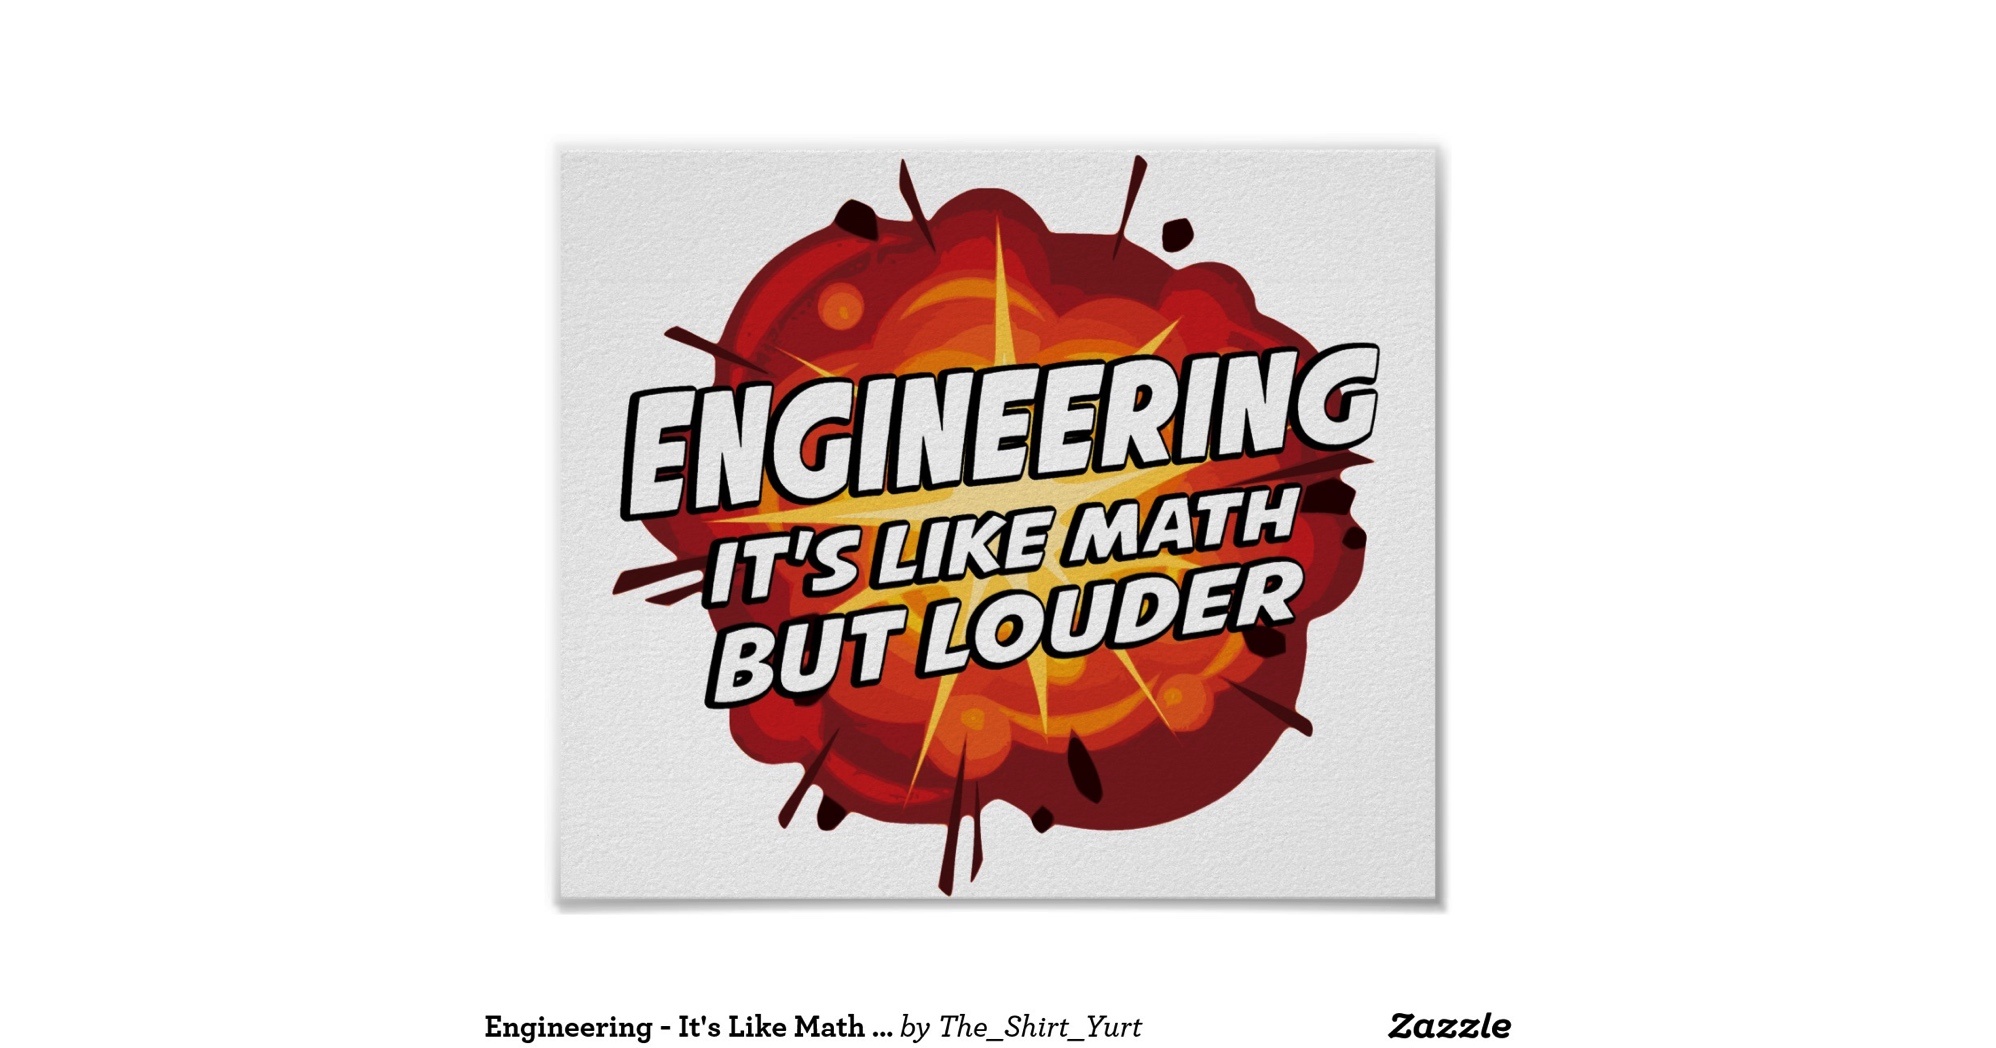 ENGINEERING
IT'S LIKE MATH
BUT LOUDER
Engineering - It's Like Math ... by The_Shirt_Yurt
Zazzle